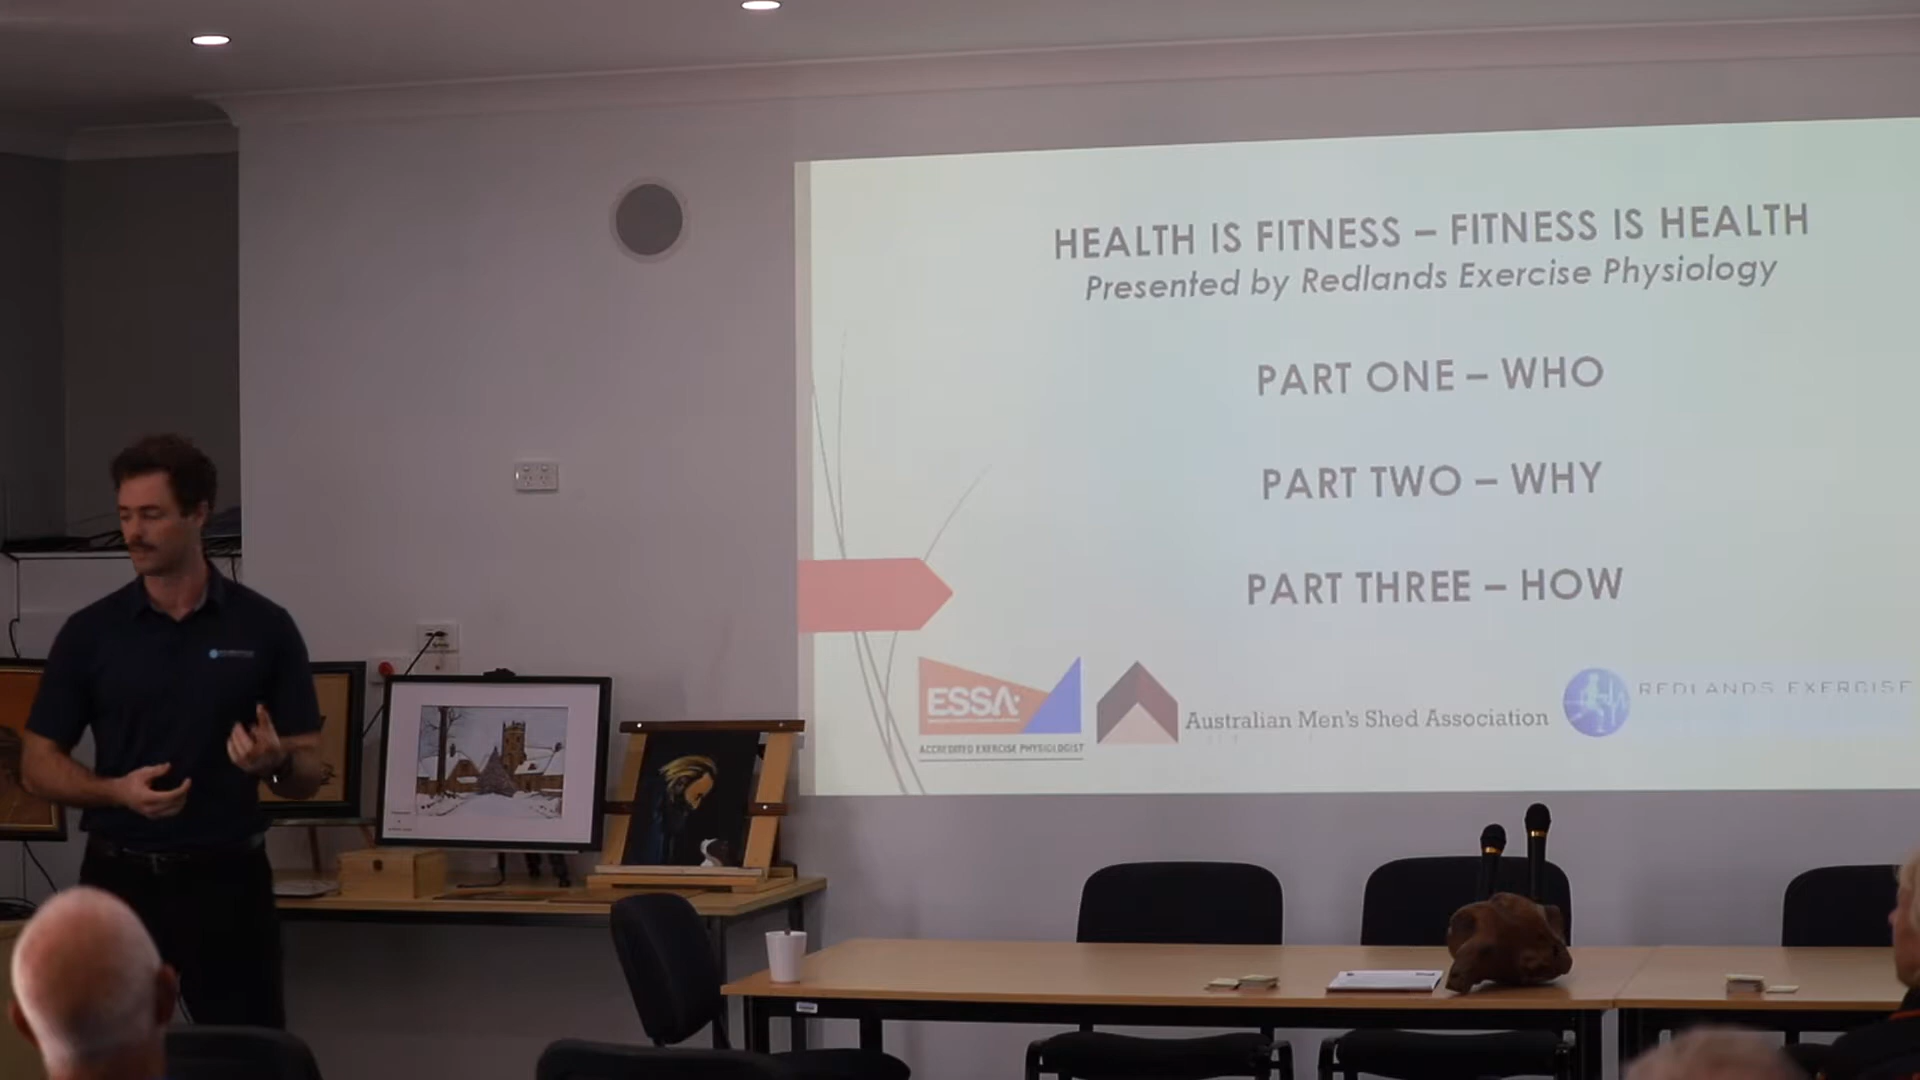 HEALTH IS FITNESS – FITNESS IS HEALTH
Presented by Redlands Exercise Physiology
PART ONE – WHO
PART TWO – WHY
PART THREE – HOW
ESSA
ACCREDITED EXERCISE PHYSIOLOGIST
Australian Men's Shed Association
REDLANDS EXERCISE